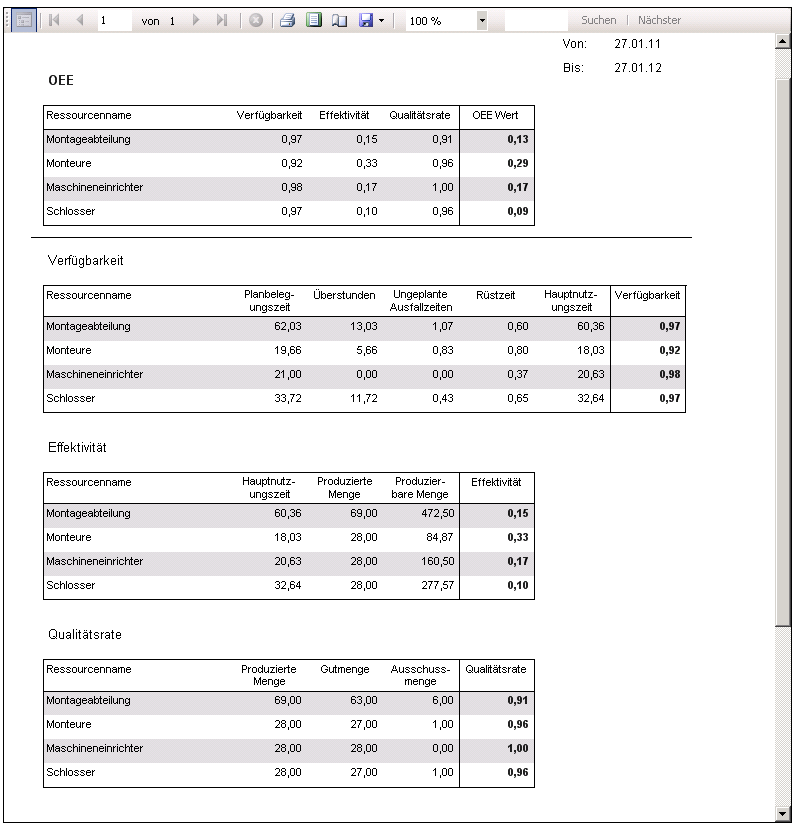 1 von 1 100 % Suchen Nächster
Von: 27.01.11
Bis: 27.01.12
OEE
Ressourcenname Verfügbarkeit Effektivität Qualitätsrate OEE Wert
Montageabteilung 0,97 0,15 0,91 0,13
Monteure 0,92 0,33 0,96 0,29
Maschineneinrichter 0,98 0,17 1,00 0,17
Schlosser 0,97 0,10 0,96 0,09
Verfügbarkeit
Ressourcenname Planbeleg- Überstunden Ungeplante Rüstzeit Hauptnutz- Verfügbarkeit
ungszeit Ausfallzeiten ungszeit
Montageabteilung 62,03 13,03 1,07 0,60 60,36 0,97
Monteure 19,66 5,66 0,83 0,80 18,03 0,92
Maschineneinrichter 21,00 0,00 0,00 0,37 20,63 0,98
Schlosser 33,72 11,72 0,43 0,65 32,64 0,97
Effektivität
Ressourcenname Hauptnutz- Produzierte Produzier- Effektivität
ungszeit Menge bare Menge
Montageabteilung 60,36 69,00 472,50 0,15
Monteure 18,03 28,00 84,87 0,33
Maschineneinrichter 20,63 28,00 160,50 0,17
Schlosser 32,64 28,00 277,57 0,10
Qualitätsrate
Ressourcenname Produzierte Gutmenge Ausschuss- Qualitätsrate
Menge menge
Montageabteilung 69,00 63,00 6,00 0,91
Monteure 28,00 27,00 1,00 0,96
Maschineneinrichter 28,00 28,00 0,00 1,00
Schlosser 28,00 27,00 1,00 0,96